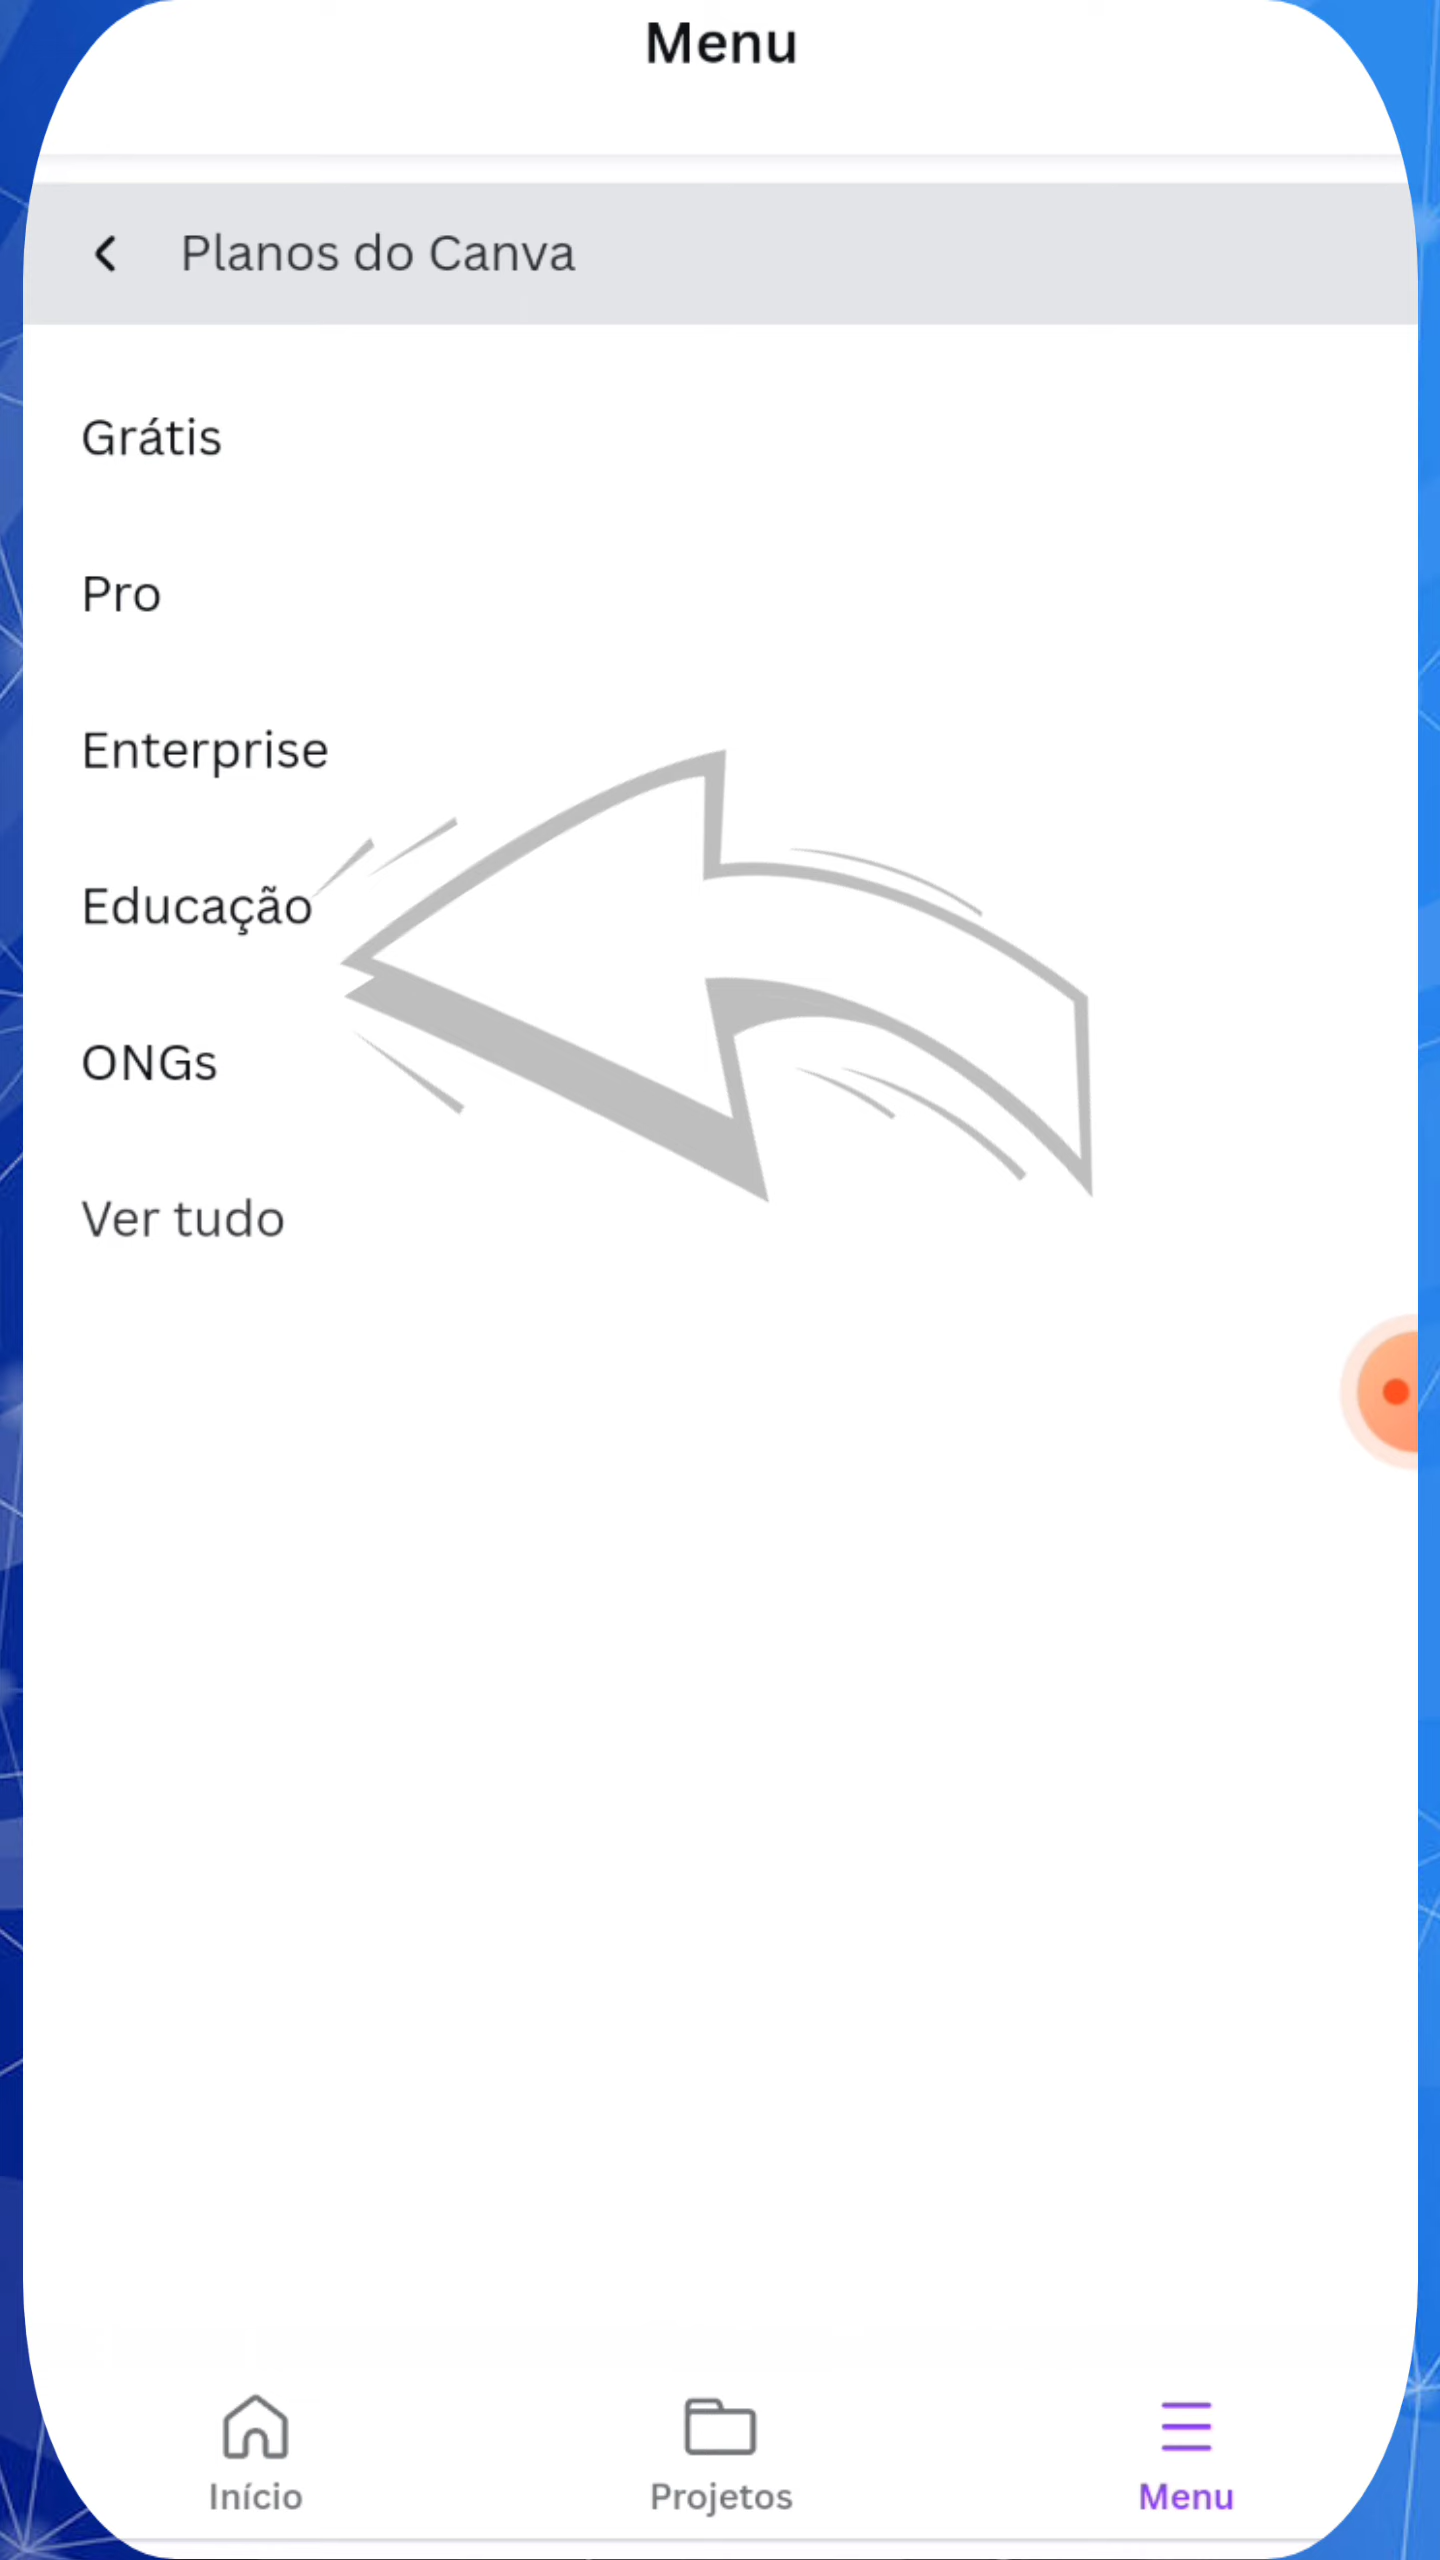 Menu
Planos do Canva
Grátis
Pro
Enterprise
Educação
ONGs
Ver tudo
Início
Projetos
Menu